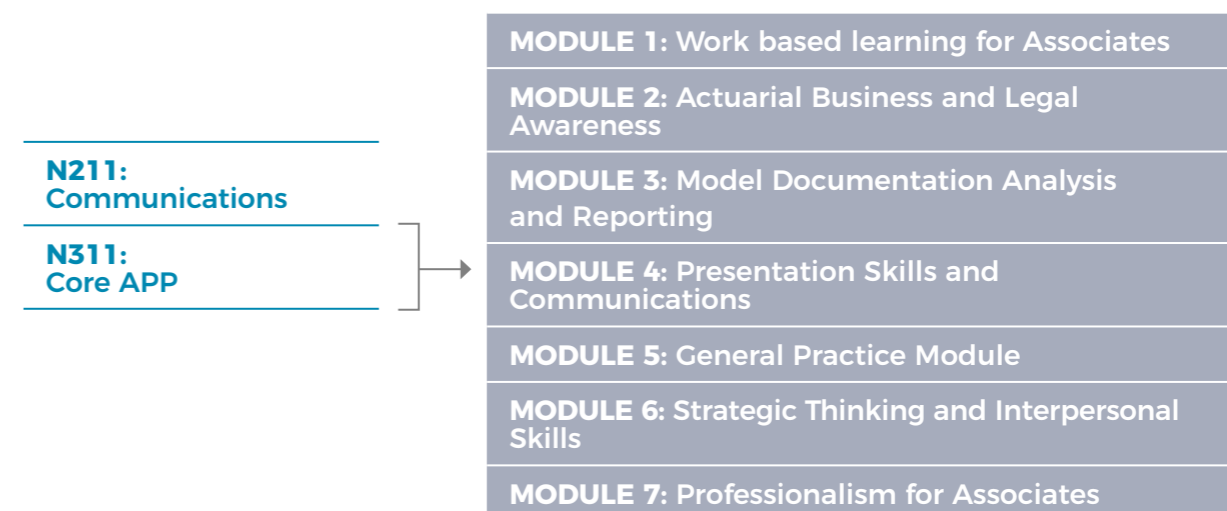 N211:
Communications
N311:
Core APP
MODULE 1: Work based learning for Associates
MODULE 2: Actuarial Business and Legal
Awareness
MODULE 3: Model Documentation Analysis
and Reporting
MODULE 4: Presentation Skills and
Communications
MODULE 5: General Practice Module
MODULE 6: Strategic Thinking and Interpersonal
Skills
MODULE 7: Professionalism for Associates